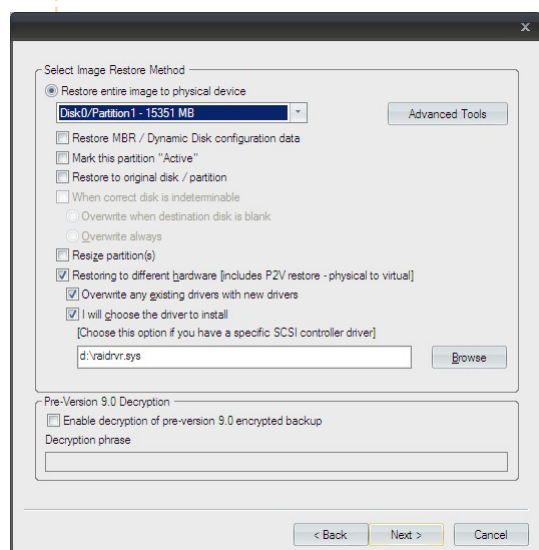 x
Select Image Restore Method
Restore entire image to physical device
Disk0/Partition1 - 15351 MB
Advanced Tools
Restore MBR / Dynamic Disk configuration data
Mark this partition "Active"
Restore to original disk / partition
When correct disk is indeterminable
Overwrite when destination disk is blank
Overwrite always
Resize partition(s)
Restoring to different hardware [includes P2V restore - physical to virtual]
Overwrite any existing drivers with new drivers
I will choose the driver to install
[Choose this option if you have a specific SCSI controller driver]
d:\raidrvr.sys
Browse
Pre-Version 9.0 Decryption
Enable decryption of pre-version 9.0 encrypted backup
Decryption phrase
< Back
Next >
Cancel